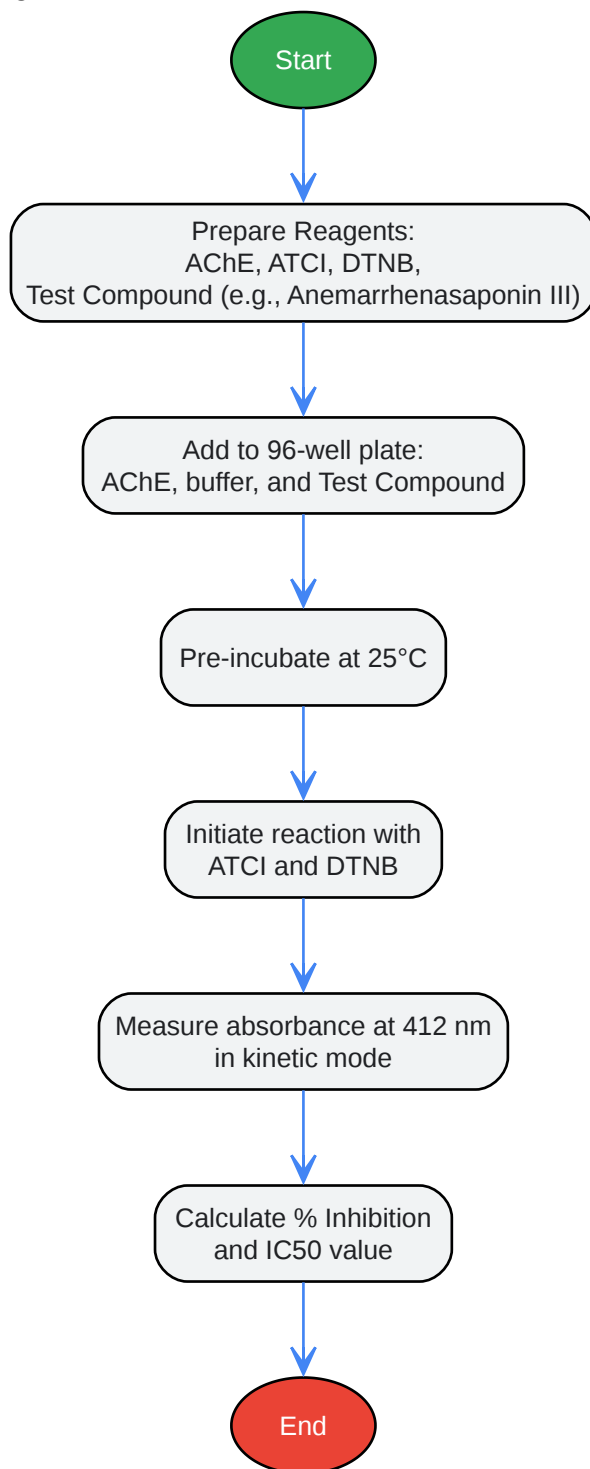 Start
Prepare Reagents:
AChE, ATCI, DTNB,
Test Compound (e.g., Anemarrhenasaponin III)
Add to 96-well plate:
AChE, buffer, and Test Compound
Pre-incubate at 25°C
Initiate reaction with
ATCI and DTNB
Measure absorbance at 412 nm
in kinetic mode
Calculate % Inhibition
and IC50 value
End